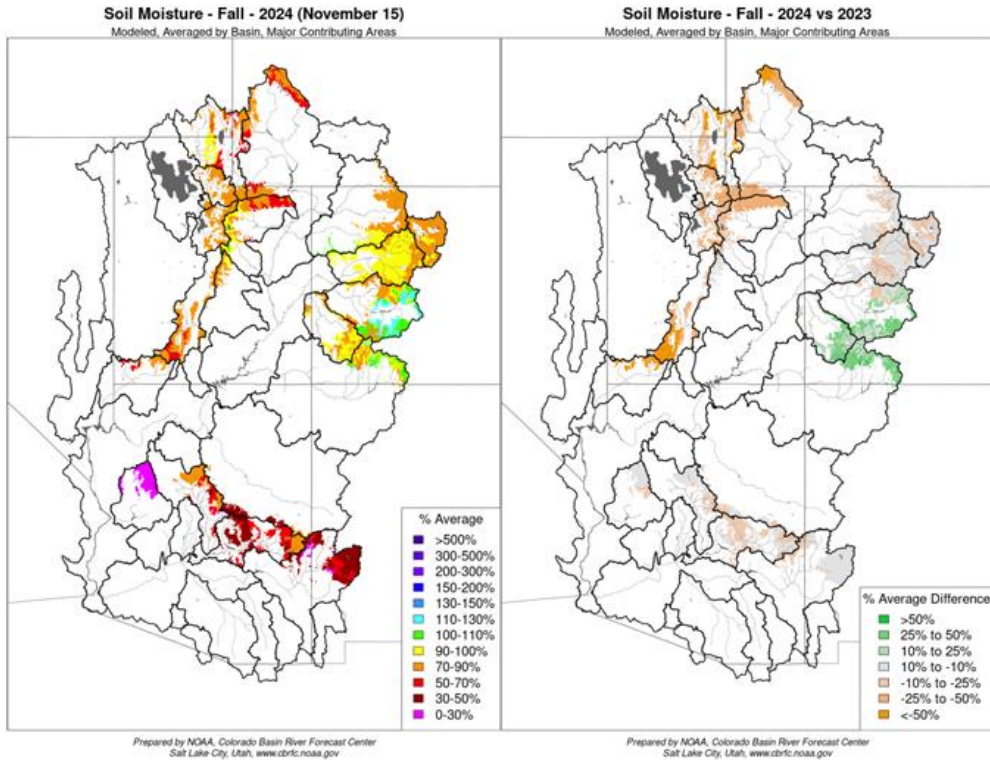 Soil Moisture - Fall - 2024 (November 15)
Modeled, Averaged by Basin, Major Contributing Areas
% Average
>500%
300-500%
200-300%
150-200%
130-150%
110-130%
100-110%
90-100%
70-90%
50-70%
30-50%
0-30%
Prepared by NOAA, Colorado Basin River Forecast Center
Salt Lake City, Utah, www.cbrfc.noaa.gov
Soil Moisture - Fall - 2024 vs 2023
Modeled, Averaged by Basin, Major Contributing Areas
% Average Difference
>50%
25% to 50%
10% to 25%
10% to -10%
-10% to -25%
-25% to -50%
<-50%
Prepared by NOAA, Colorado Basin River Forecast Center
Salt Lake City, Utah, www.cbrfc.noaa.gov